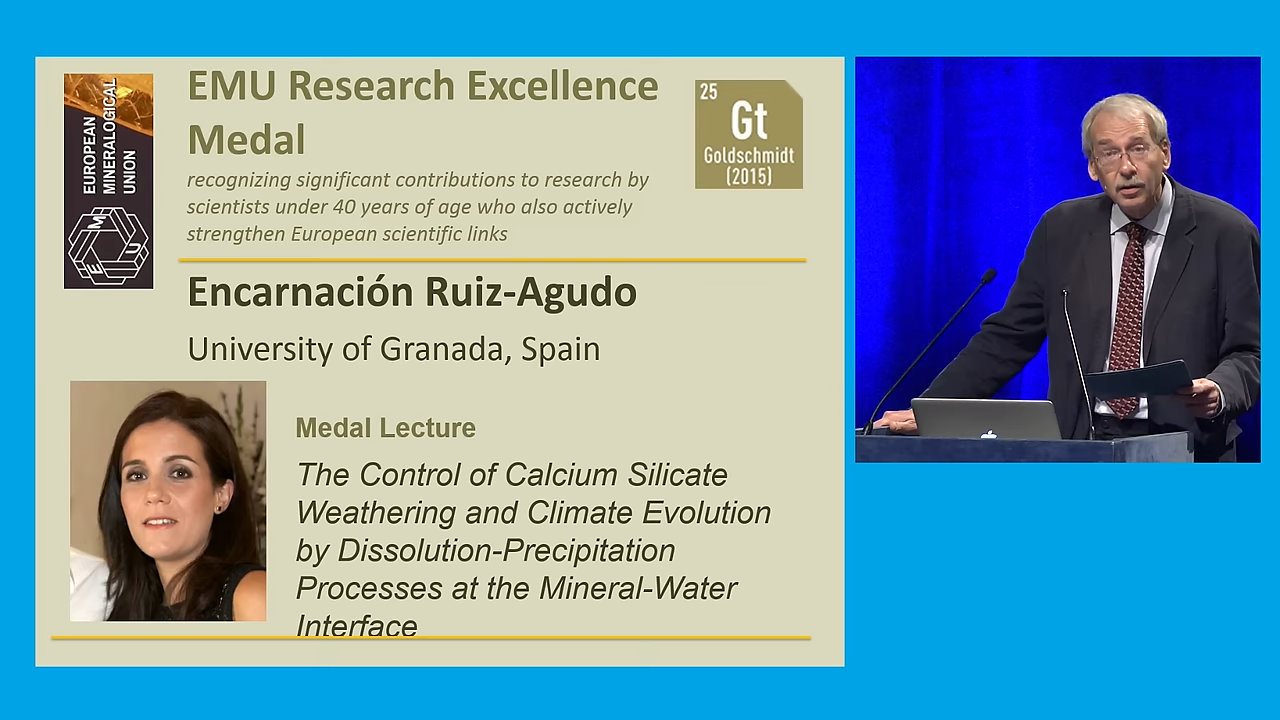 EMU Research Excellence
Medal
recognizing significant contributions to research by
scientists under 40 years of age who also actively
strengthen European scientific links
EUROPEAN
MINERALOGICAL
UNION
E
M
U
25
Gt
Goldschmidt
(2015)
Encarnación Ruiz-Agudo
University of Granada, Spain
Medal Lecture
The Control of Calcium Silicate
Weathering and Climate Evolution
by Dissolution-Precipitation
Processes at the Mineral-Water
Interface